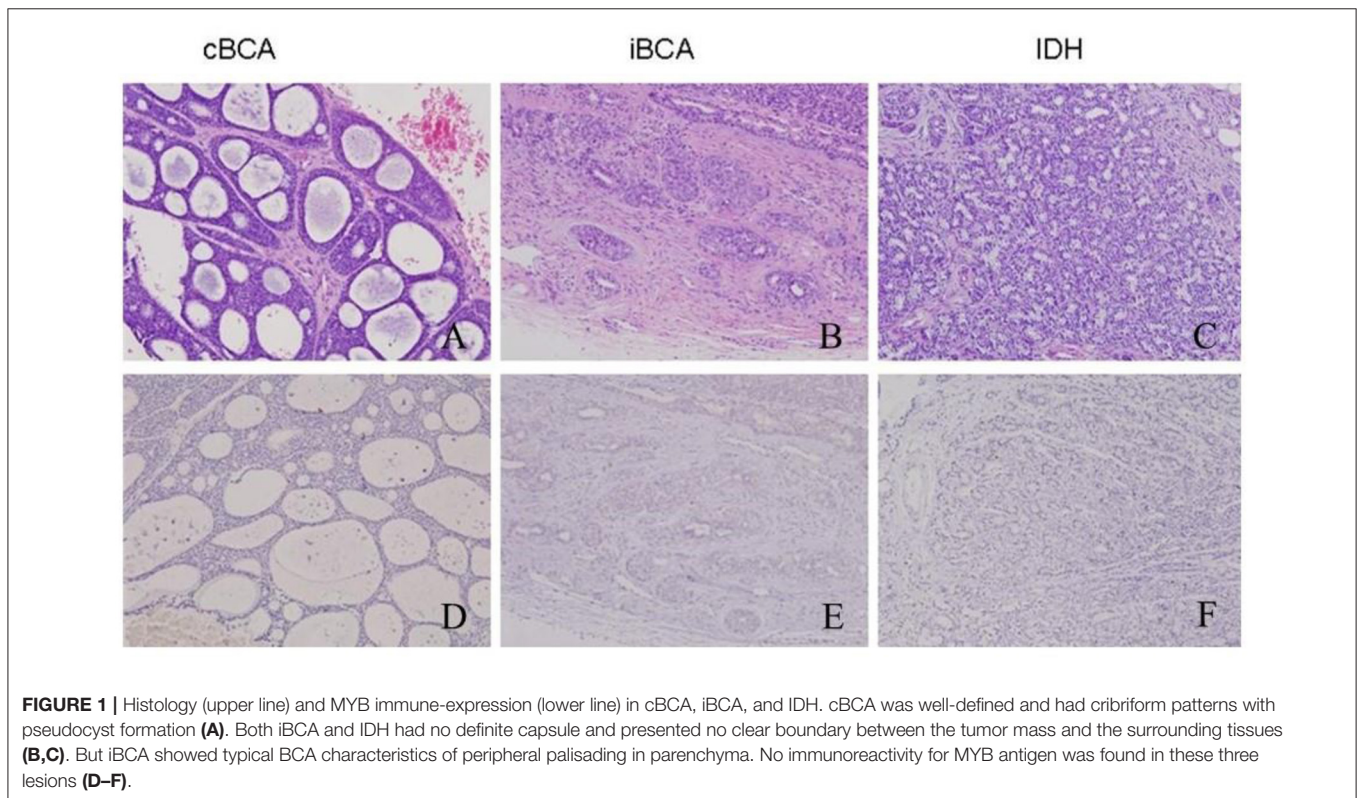 cBCA iBCA IDH
A B C
D E F
FIGURE 1 | Histology (upper line) and MYB immune-expression (lower line) in cBCA, iBCA, and IDH. cBCA was well-defined and had cribriform patterns with
pseudocyst formation (A). Both iBCA and IDH had no definite capsule and presented no clear boundary between the tumor mass and the surrounding tissues
(B,C). But iBCA showed typical BCA characteristics of peripheral palisading in parenchyma. No immunoreactivity for MYB antigen was found in these three
lesions (D–F).